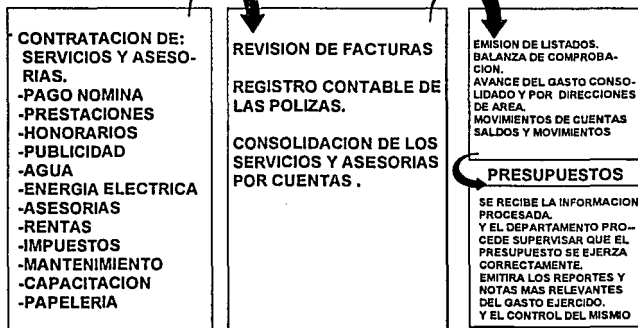 CONTRATACION DE:
SERVICIOS Y ASESO-
RIAS.
-PAGO NOMINA
-PRESTACIONES
-HONORARIOS
-PUBLICIDAD
-AGUA
-ENERGIA ELECTRICA
-ASESORIAS
-RENTAS
-IMPUESTOS
-MANTENIMIENTO
-CAPACITACION
-PAPELERIA
REVISION DE FACTURAS
REGISTRO CONTABLE DE
LAS POLIZAS.
CONSOLIDACION DE LOS
SERVICIOS Y ASESORIAS
POR CUENTAS .
EMISION DE LISTADOS.
BALANZA DE COMPROBA-
CION.
AVANCE DEL GASTO CONSO-
LIDADO Y POR DIRECCIONES
DE AREA.
MOVIMIENTOS DE CUENTAS
SALDOS Y MOVIMIENTOS
PRESUPUESTOS
SE RECIBE LA INFORMACION
PROCESADA.
Y EL DEPARTAMENTO PRO--
CEDE SUPERVISAR QUE EL
PRESUPUESTO SE EJERZA
CORRECTAMENTE.
EMITIRA LOS REPORTES Y
NOTAS MAS RELEVANTES
DEL GASTO EJERCIDO.
Y EL CONTROL DEL MISMO